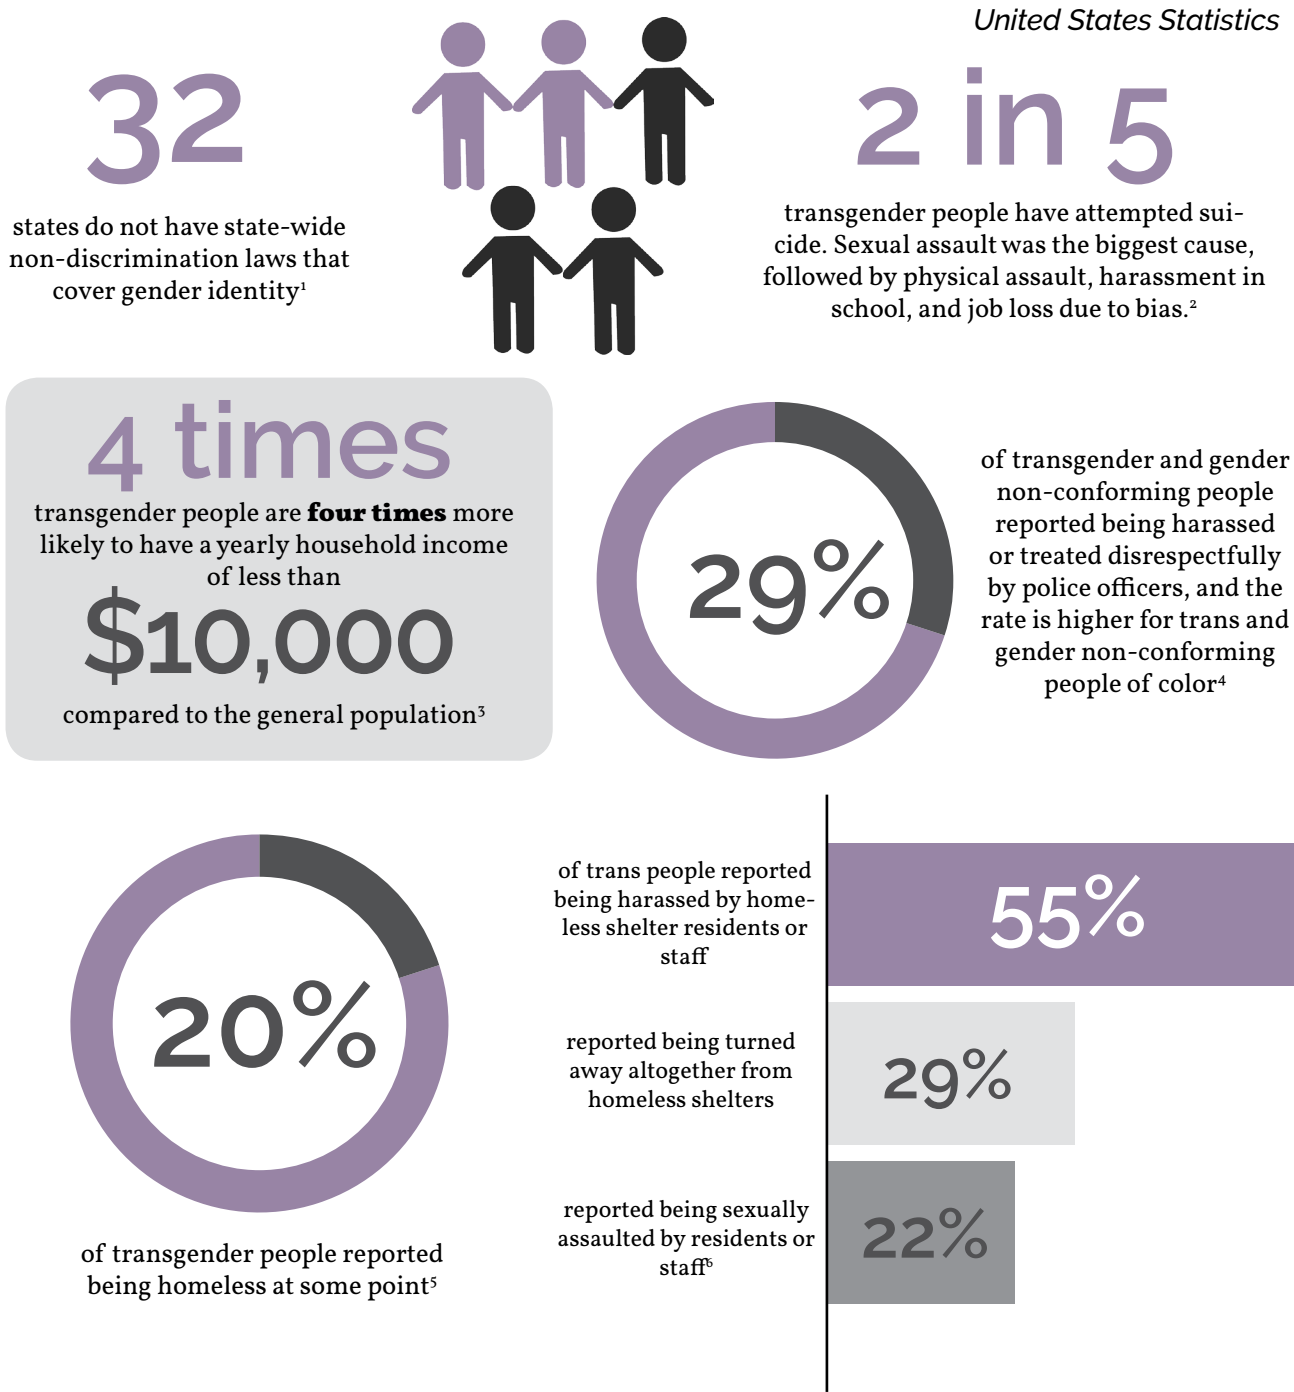 United States Statistics
32
states do not have state-wide
non-discrimination laws that
cover gender identity¹
2 in 5
transgender people have attempted sui-
cide. Sexual assault was the biggest cause,
followed by physical assault, harassment in
school, and job loss due to bias.²
4 times
transgender people are four times more
likely to have a yearly household income
of less than
$10,000
compared to the general population³
29%
of transgender and gender
non-conforming people
reported being harassed
or treated disrespectfully
by police officers, and the
rate is higher for trans and
gender non-conforming
people of color⁴
20%
of transgender people reported
being homeless at some point⁵
of trans people reported
being harassed by home-
less shelter residents or
staff
55%
reported being turned
away altogether from
homeless shelters
29%
reported being sexually
assaulted by residents or
staff⁶
22%